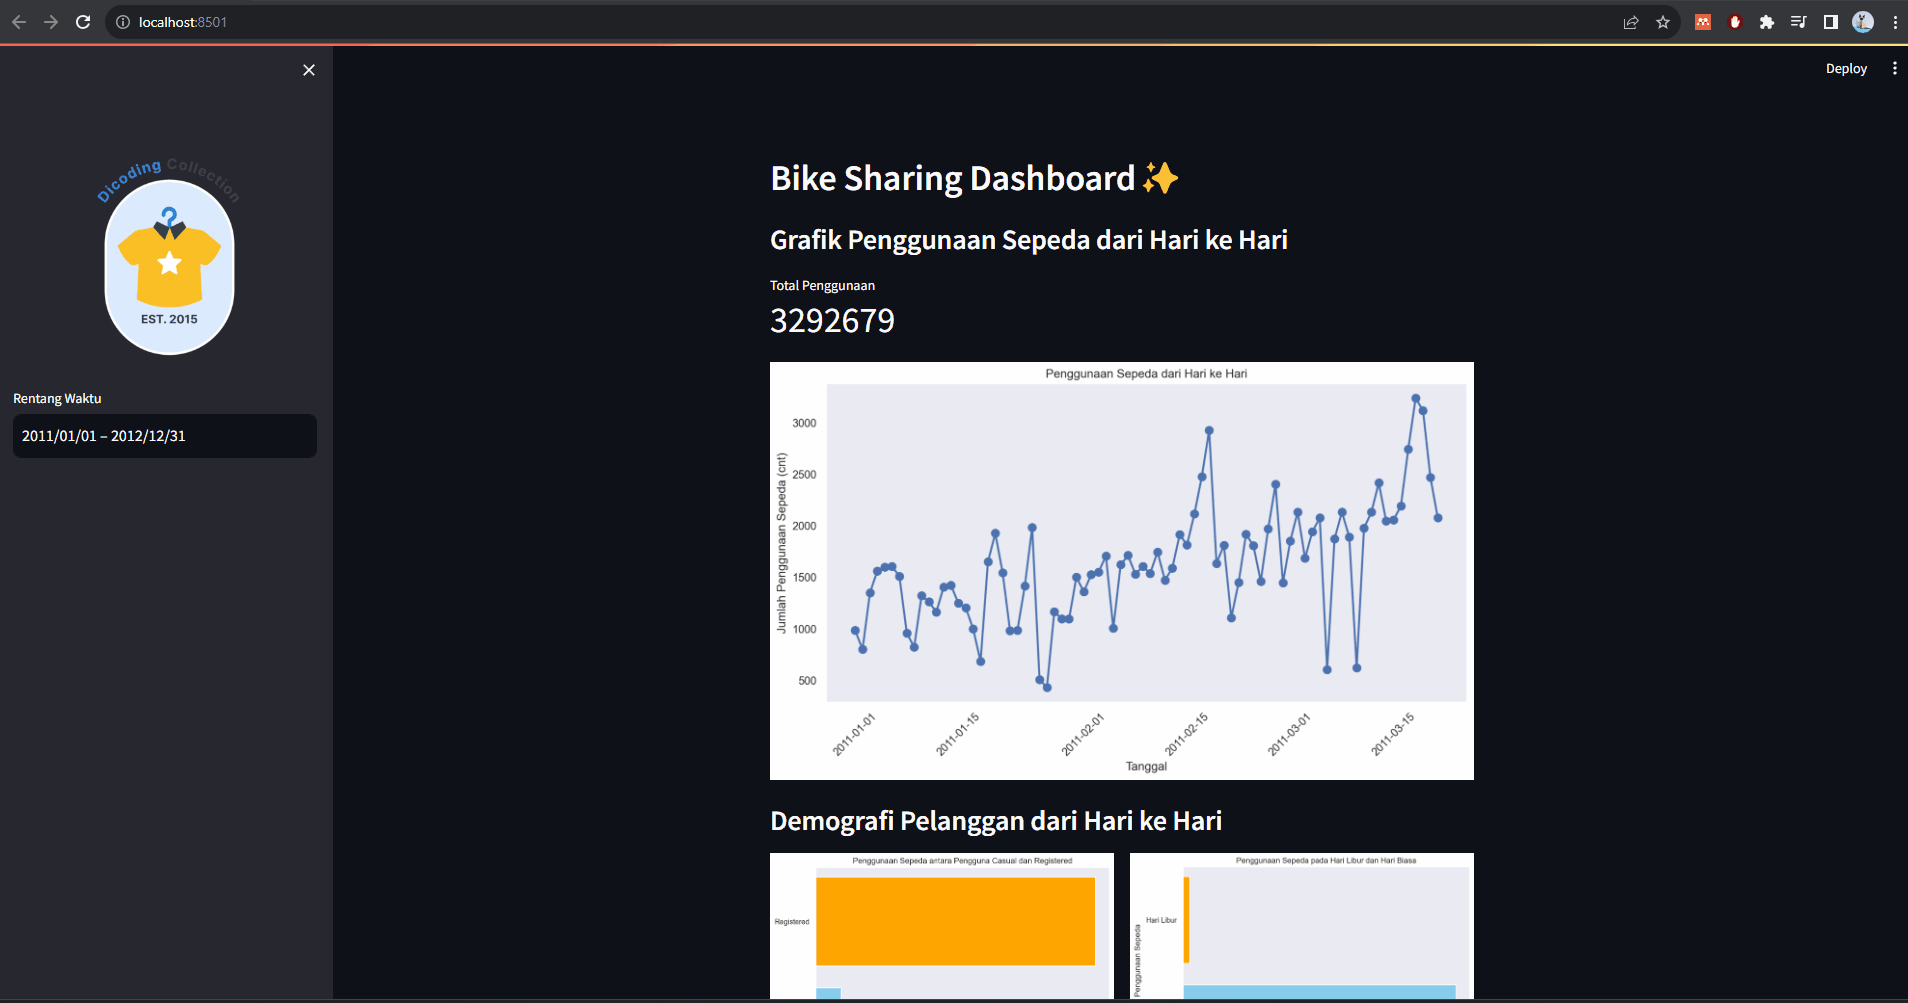 localhost:8501
Deploy
Dicoding Collection
EST. 2015
Rentang Waktu
2011/01/01 – 2012/12/31
Bike Sharing Dashboard ✨
Grafik Penggunaan Sepeda dari Hari ke Hari
Total Penggunaan
3292679
Penggunaan Sepeda dari Hari ke Hari
Jumlah Penggunaan Sepeda (cnt)
3000
2500
2000
1500
1000
500
2011-01-01
2011-01-15
2011-02-01
2011-02-15
2011-03-01
2011-03-15
Tanggal
Demografi Pelanggan dari Hari ke Hari
Penggunaan Sepeda antara Pengguna Casual dan Registered
Registered
Penggunaan Sepeda pada Hari Libur dan Hari Biasa
Hari Libur
Penggunaan Sepeda